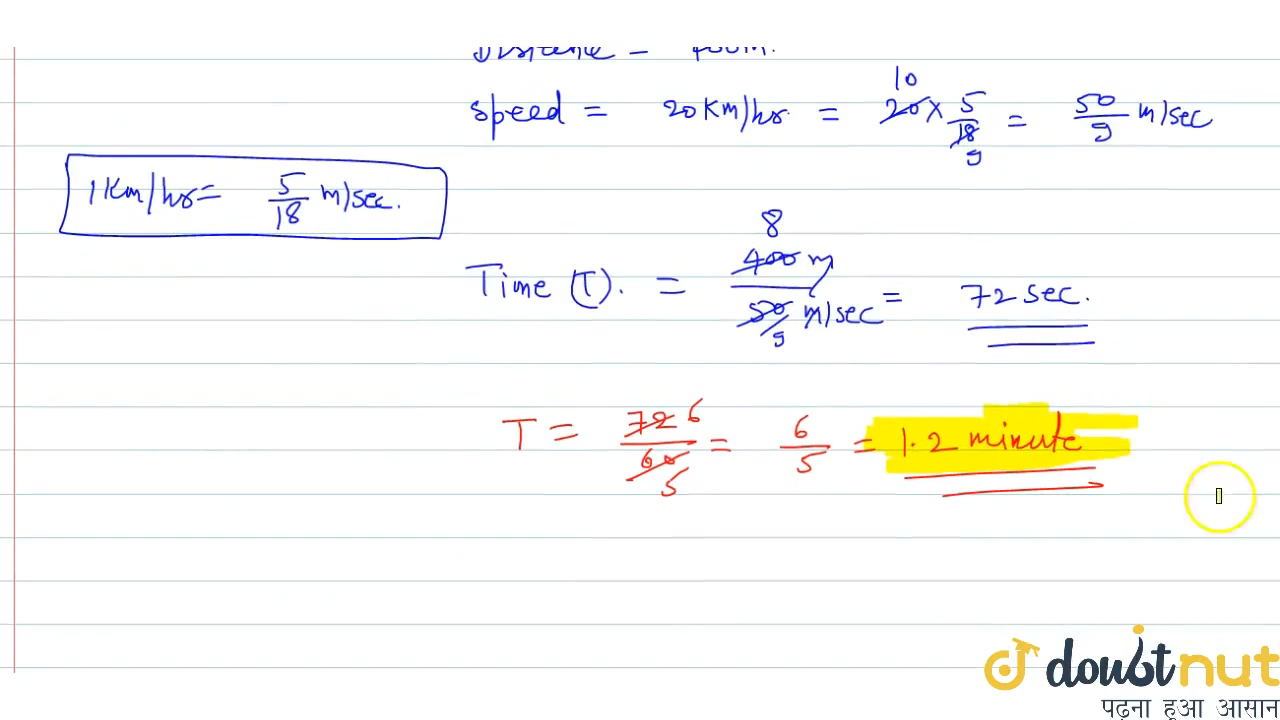 Distance = 400m.
10
Speed = 20 Km/hr. = 20 x 5/18 = 50/9 m/sec
9
1 Km/hr = 5/18 m/sec.
8
Time (T). = 400 m / 50/9 m/sec = 72 sec.
T = 72/60 = 6/5 = 1.2 minute
6
5
doubtnut
पढ़ना हुआ आसान